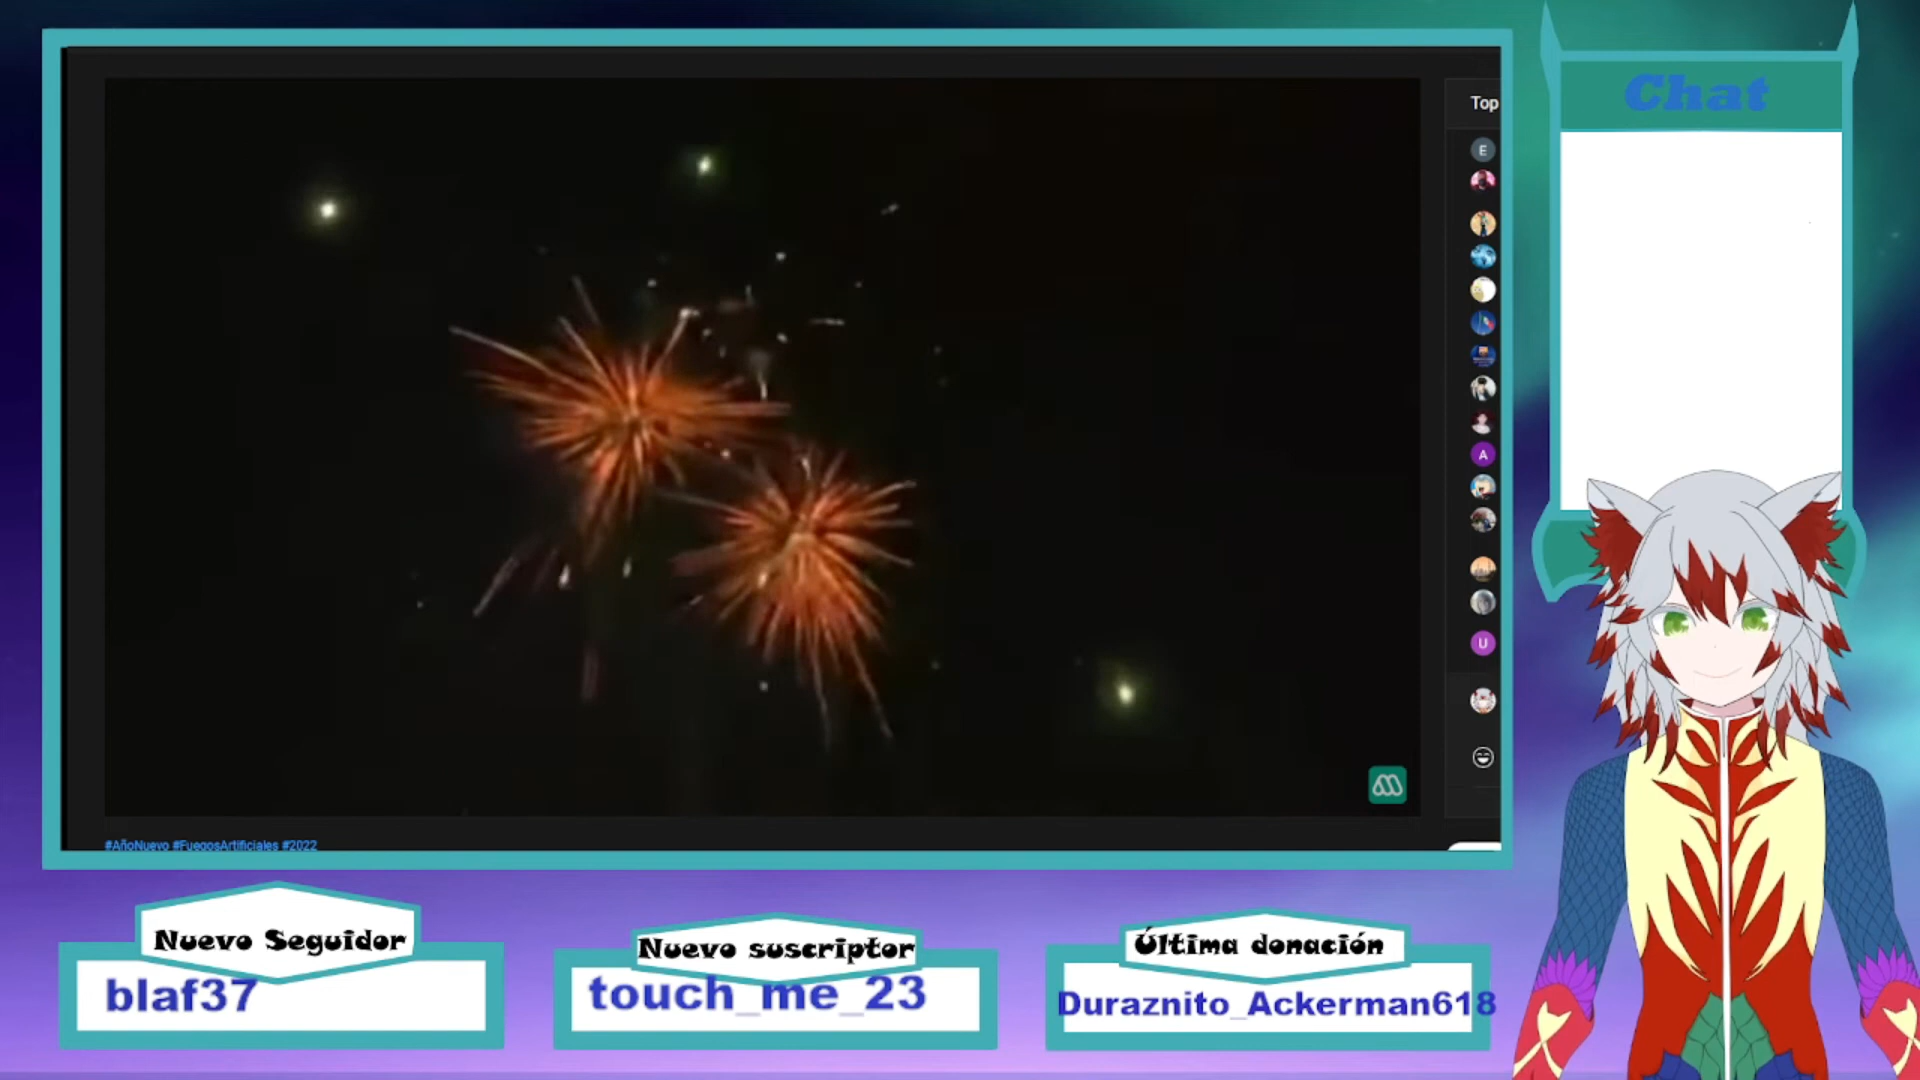 Top
Chat
E
A
U
#AñoNuevo #FuegosArtificiales #2022
Nuevo Seguidor
blaf37
Nuevo suscriptor
touch_me_23
Última donación
Duraznito_Ackerman618